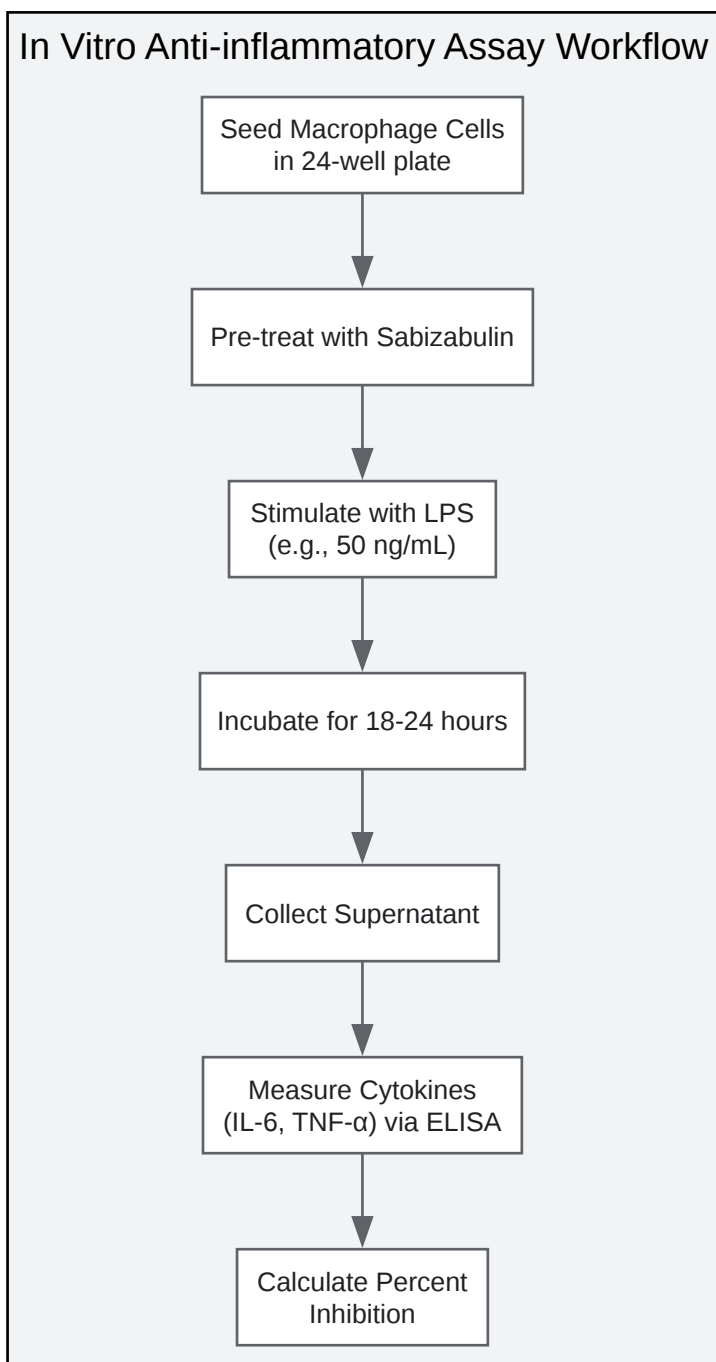 In Vitro Anti-inflammatory Assay Workflow
Seed Macrophage Cells
in 24-well plate
Pre-treat with Sabizabulin
Stimulate with LPS
(e.g., 50 ng/mL)
Incubate for 18-24 hours
Collect Supernatant
Measure Cytokines
(IL-6, TNF-α) via ELISA
Calculate Percent
Inhibition